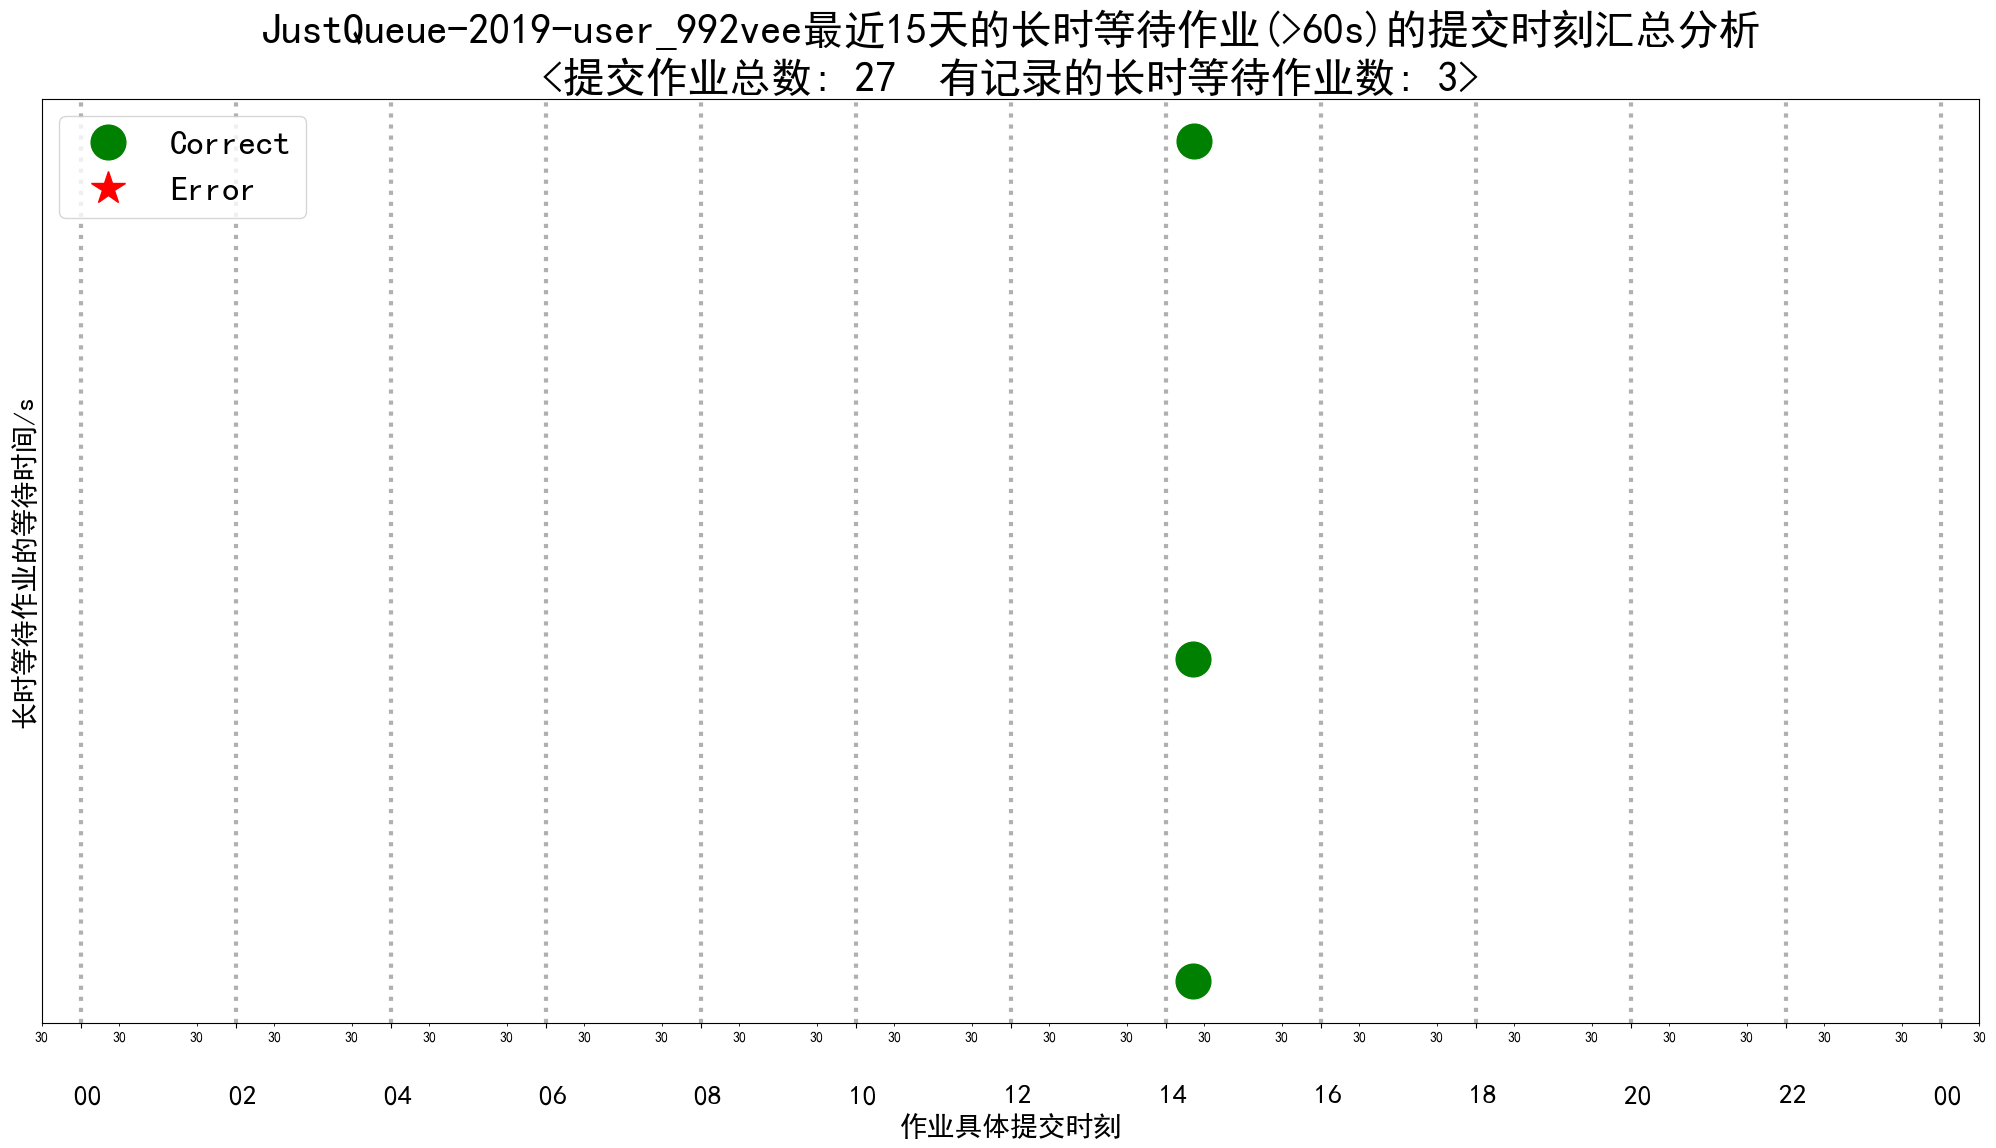 JustQueue-2019-user_992vee最近15天的长时等待作业(>60s)的提交时刻汇总分析
<提交作业总数: 27  有记录的长时等待作业数: 3>
Correct
Error
长时等待作业的等待时间/s
30 30 30 30 30 30 30 30 30 30 30 30 30 30 30 30 30 30 30 30 30 30 30 30 30 30
00 02 04 06 08 10 12 14 16 18 20 22 00
作业具体提交时刻